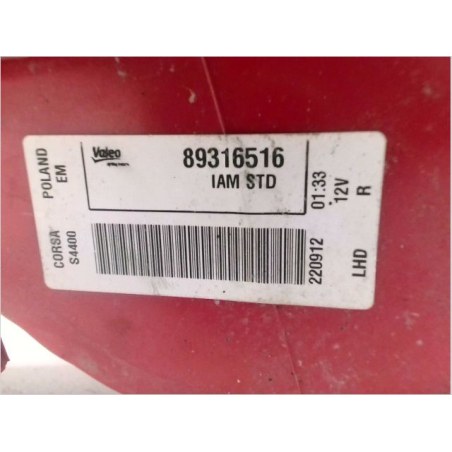 POLAND
EM
CORSA
S4400
Valeo
89316516
IAM STD
01:33
220912
12V
R
LHD